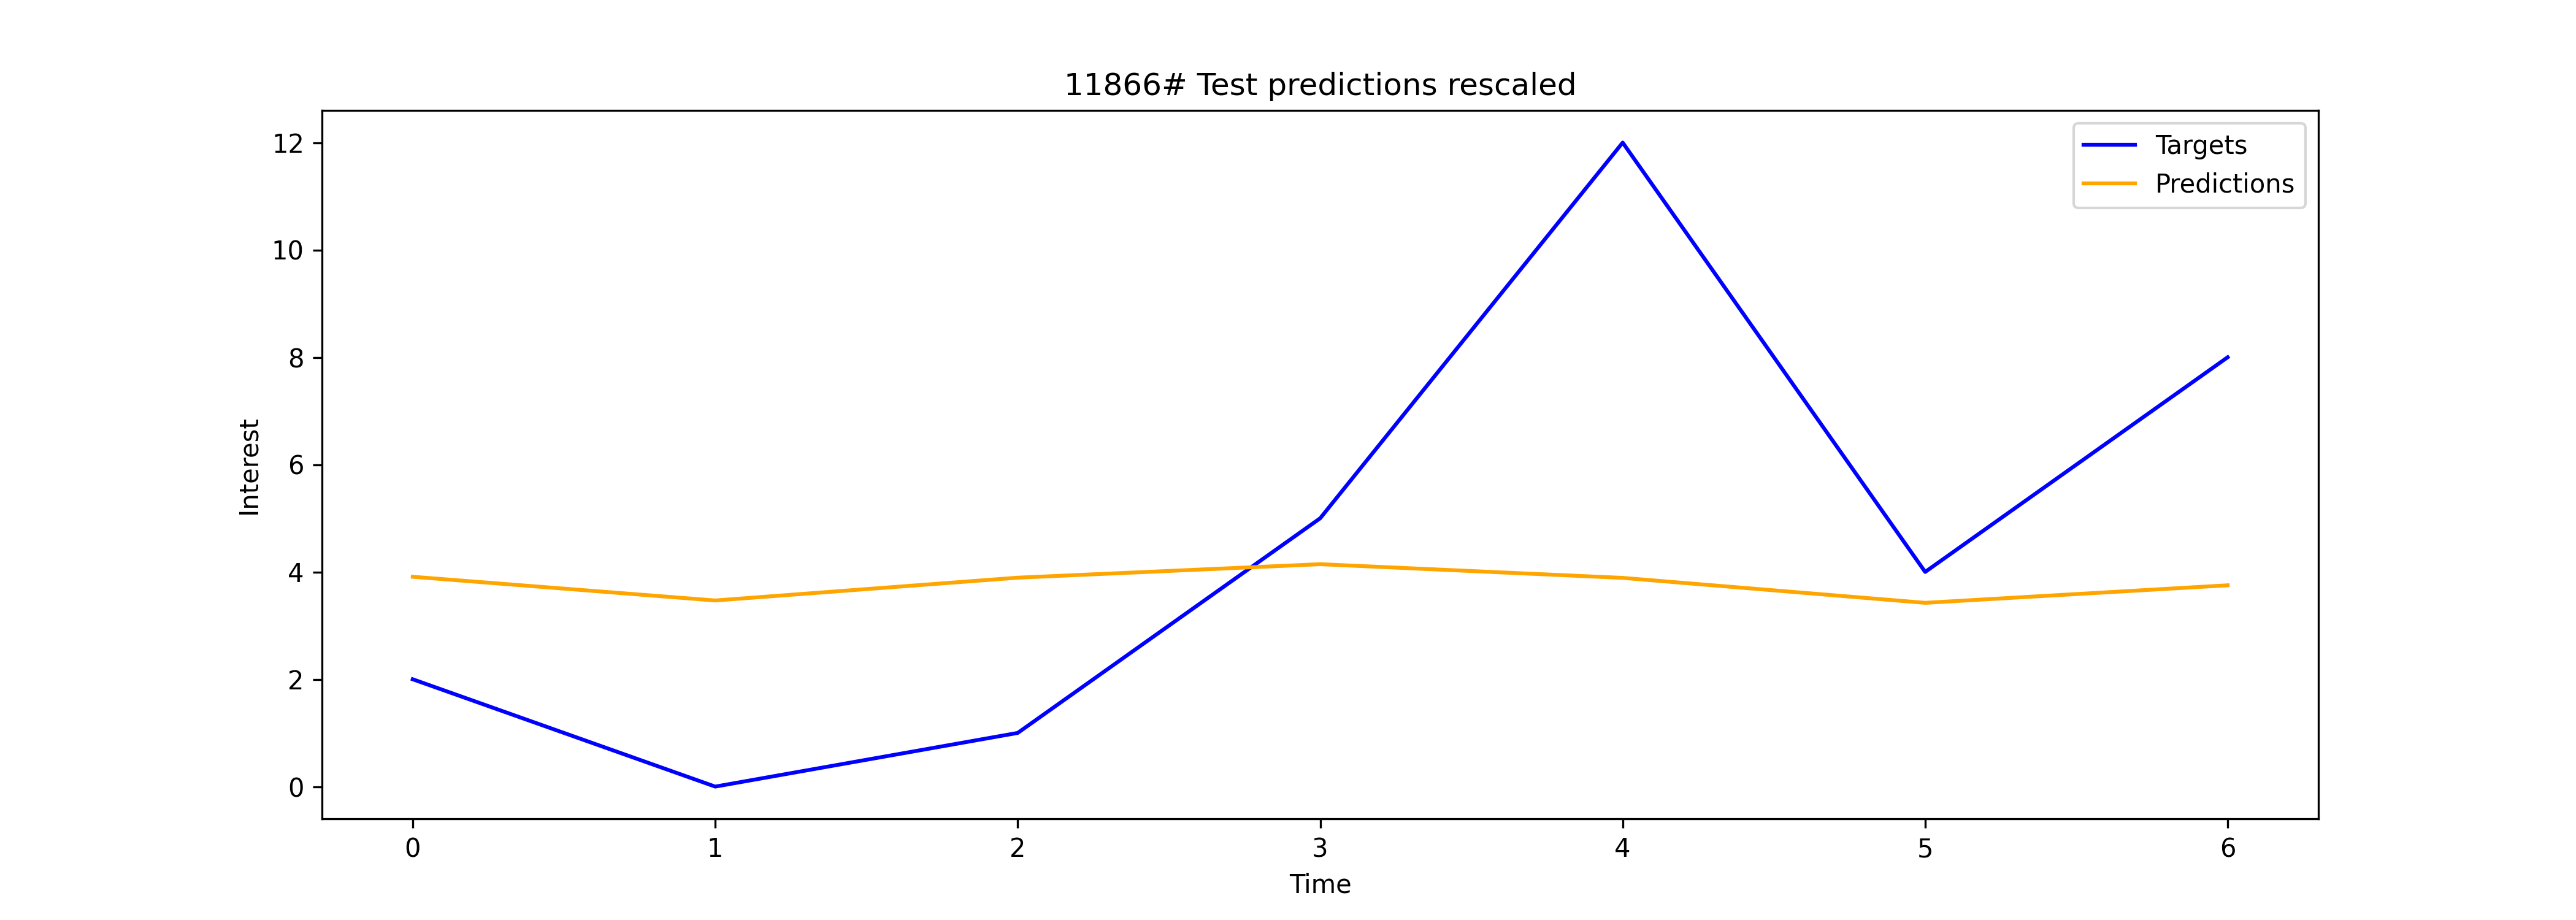 11866# Test predictions rescaled
Targets
Predictions
12
10
8
6
4
2
0
Interest
0 1 2 3 4 5 6
Time